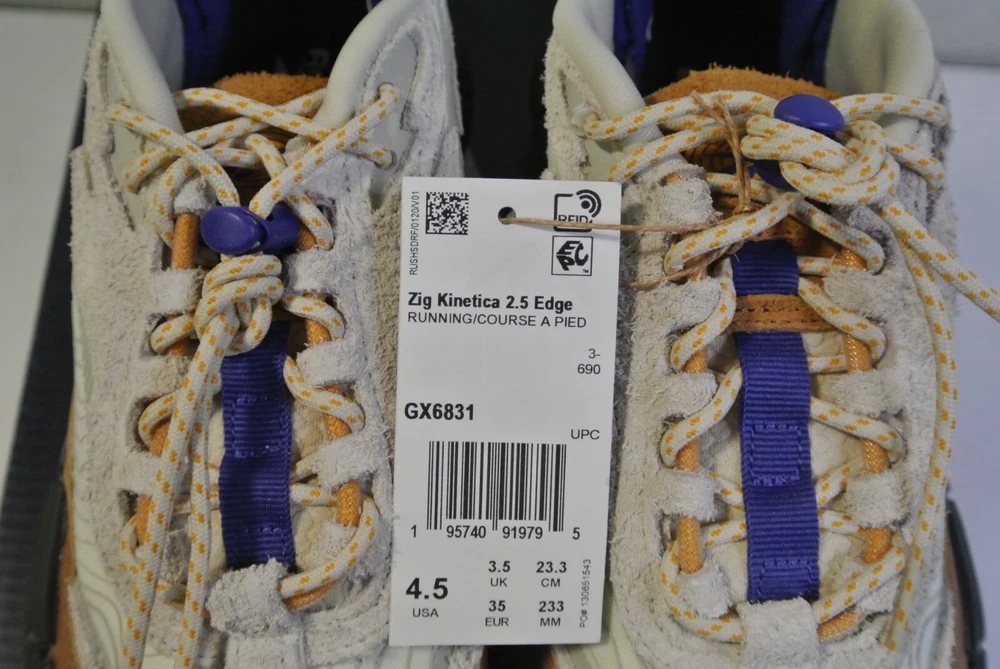 RUSHSDRF/0120/V01
RFID
EPC™
Zig Kinetica 2.5 Edge
RUNNING/COURSE A PIED
3-
690
GX6831
UPC
1 95740 91979 5
4.5
USA
3.5
UK
23.3
CM
35
EUR
233
MM
PO# 130651543